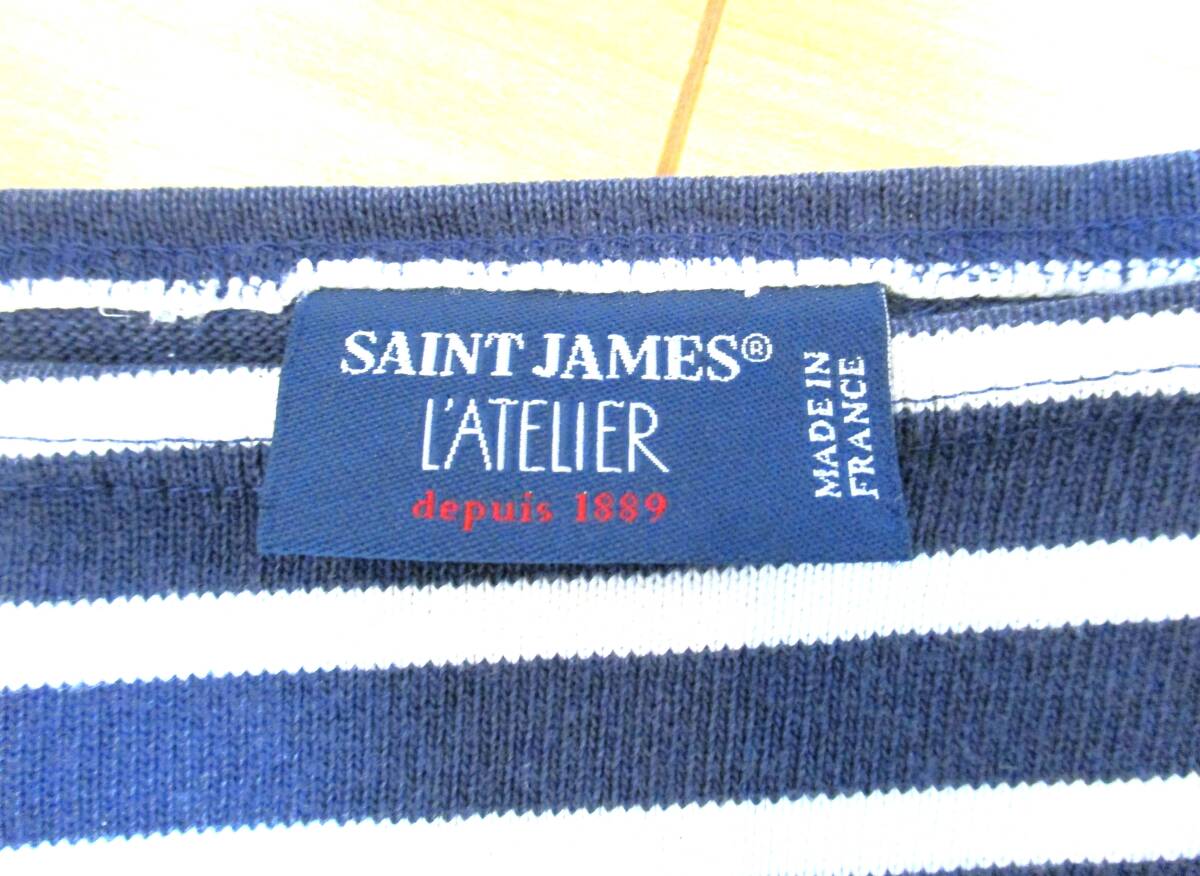 SAINT JAMES®
L'ATELIER
depuis 1889
MADE IN
FRANCE